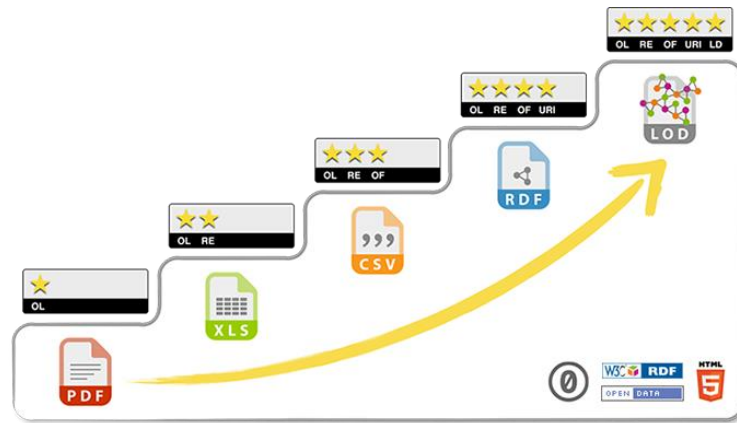 OL RE OF URI LD
OL RE OF URI
LOD
OL RE OF
RDF
OL RE
CSV
OL
XLS
PDF
0
W3C RDF
OPEN DATA
HTML
5